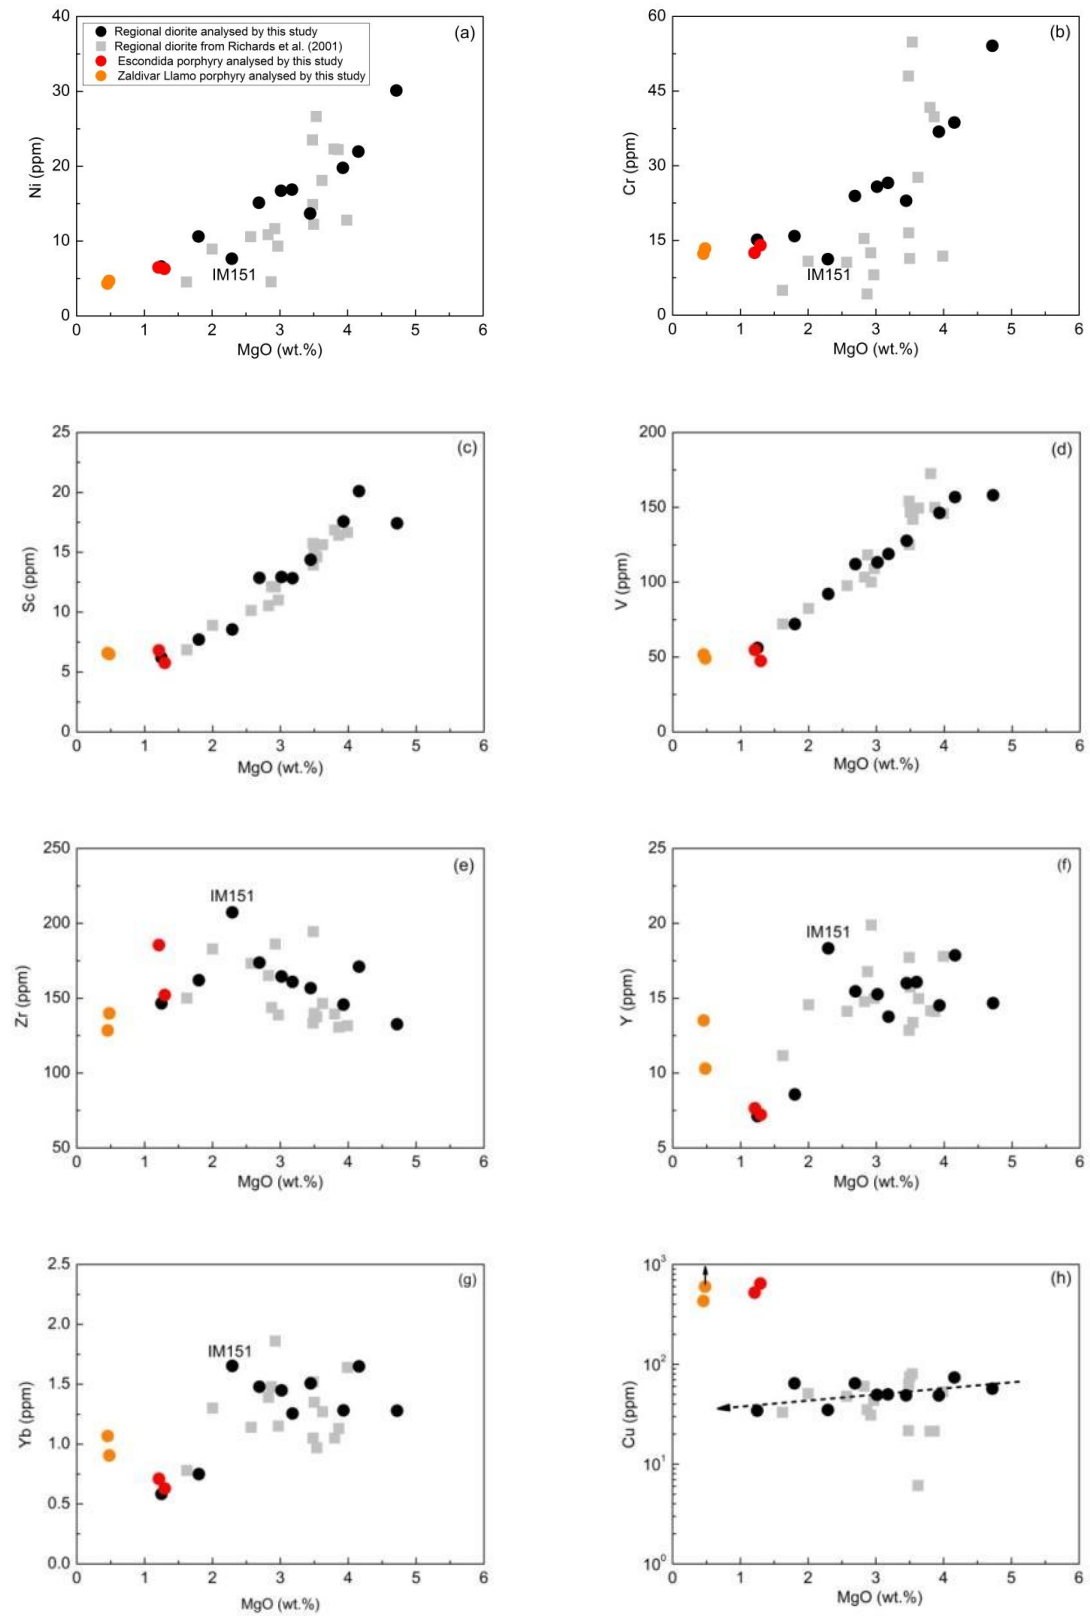 40
30
20
10
0
0 1 2 3 4 5 6
Ni (ppm)
MgO (wt.%)
(a)
Regional diorite analysed by this study
Regional diorite from Richards et al. (2001)
Escondida porphyry analysed by this study
Zaldivar Llamo porphyry analysed by this study
IM151
60
45
30
15
0
0 1 2 3 4 5 6
Cr (ppm)
MgO (wt.%)
(b)
IM151
25
20
15
10
5
0
0 1 2 3 4 5 6
Sc (ppm)
MgO (wt.%)
(c)
200
150
100
50
0
0 1 2 3 4 5 6
V (ppm)
MgO (wt.%)
(d)
250
200
150
100
50
0 1 2 3 4 5 6
Zr (ppm)
MgO (wt.%)
(e)
IM151
25
20
15
10
5
0 1 2 3 4 5 6
Y (ppm)
MgO (wt.%)
(f)
IM151
2.5
2.0
1.5
1.0
0.5
0.0
0 1 2 3 4 5 6
Yb (ppm)
MgO (wt.%)
(g)
IM151
10³
10²
10¹
10⁰
0 1 2 3 4 5 6
Cu (ppm)
MgO (wt.%)
(h)